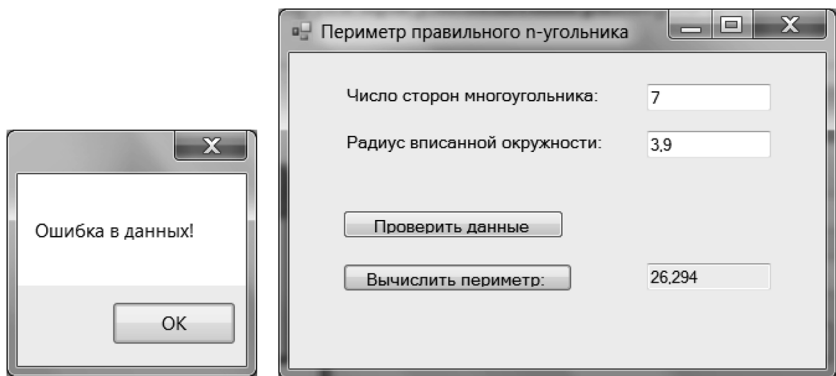 Ошибка в данных!
OK
Периметр правильного n-угольника
Число сторон многоугольника:
7
Радиус вписанной окружности:
3,9
Проверить данные
Вычислить периметр:
26,294